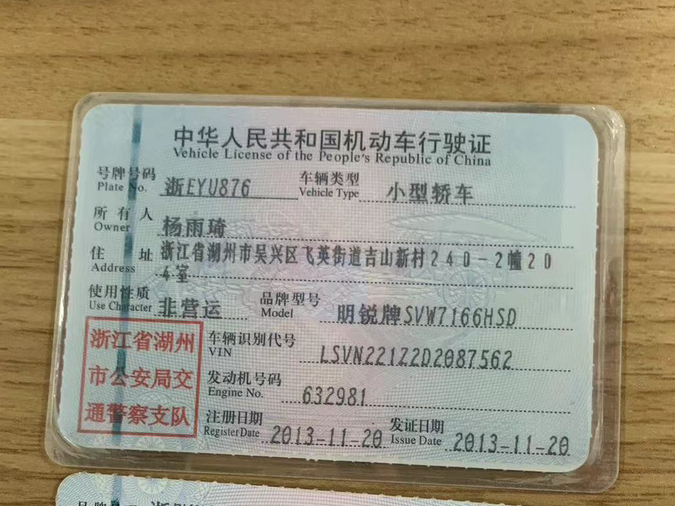 中华人民共和国机动车行驶证
Vehicle License of the People's Republic of China
号牌号码 浙EYU876 车辆类型 小型轿车
Plate No. Vehicle Type
所有人 杨雨琦
Owner
住址 浙江省湖州市吴兴区飞英街道吉山新村240-2幢20
Address 4室
使用性质 非营运 品牌型号 明锐牌SVW7166HSD
Use Character Model
浙江省湖州
市公安局交
通警察支队
车辆识别代号 LSVN221Z2D2087562
VIN
发动机号码 632981
Engine No.
注册日期 2013-11-20 发证日期 2013-11-20
Register Date Issue Date